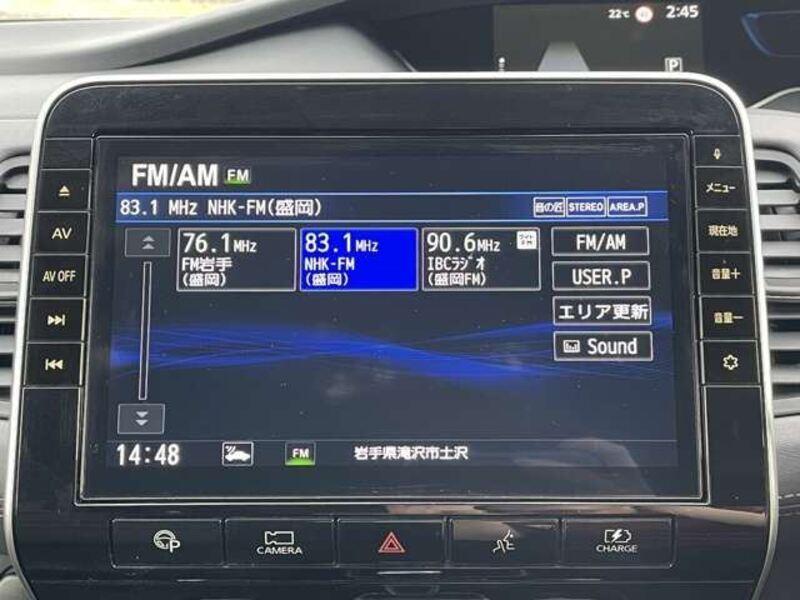 22℃ 2:45
P
FM/AM FM
83.1 MHz NHK-FM(盛岡) 音の匠 STEREO AREA.P
76.1MHz
FM岩手
(盛岡)
83.1MHz
NHK-FM
(盛岡)
90.6MHz ワイドFM
IBCラジオ
(盛岡FM)
FM/AM
USER.P
エリア更新
Sound
14:48 FM 岩手県滝沢市土沢
AV
AV OFF
メニュー
現在地
音量＋
音量－
P
CAMERA
CHARGE